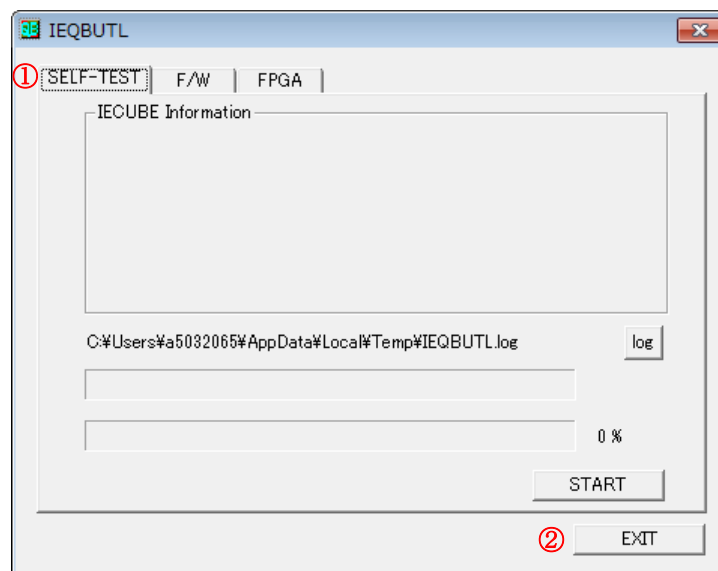 IEQBUTL
① SELF-TEST F/W FPGA
IECUBE Information
C:¥Users¥a5032065¥AppData¥Local¥Temp¥IEQBUTL.log log
0 %
START
② EXIT